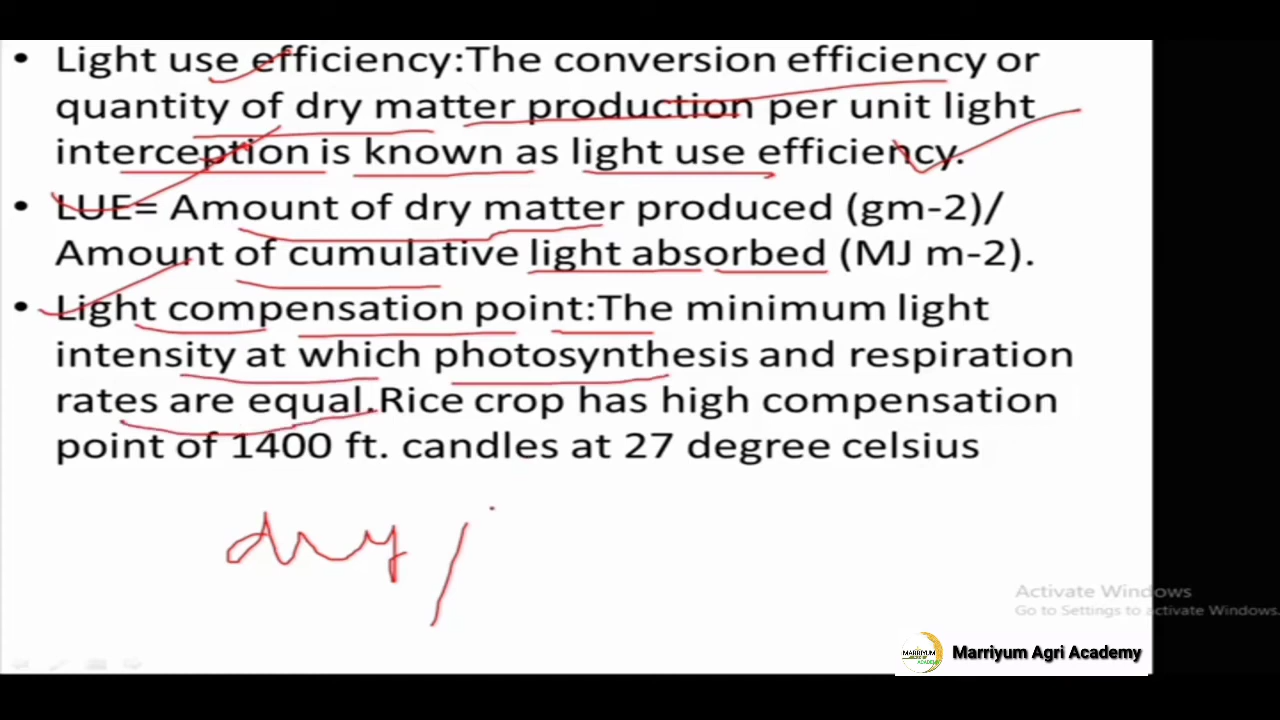 • Light use efficiency:The conversion efficiency or
quantity of dry matter production per unit light
interception is known as light use efficiency.
• LUE= Amount of dry matter produced (gm-2)/
Amount of cumulative light absorbed (MJ m-2).
• Light compensation point:The minimum light
intensity at which photosynthesis and respiration
rates are equal.Rice crop has high compensation
point of 1400 ft. candles at 27 degree celsius
dry /
Activate Windows
Go to Settings to activate Windows.
MARRIYUM
ACADEMY
Marriyum Agri Academy